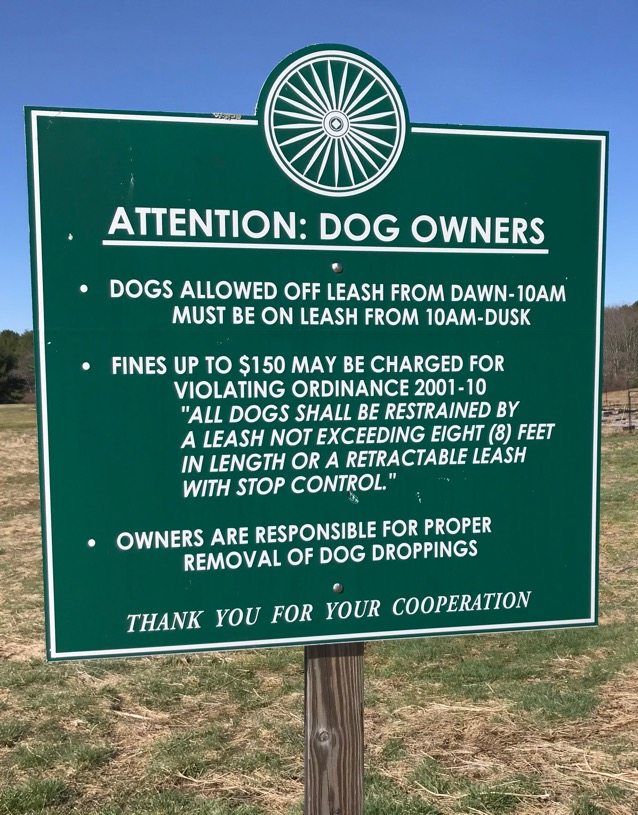 ATTENTION: DOG OWNERS
• DOGS ALLOWED OFF LEASH FROM DAWN-10AM
MUST BE ON LEASH FROM 10AM-DUSK
• FINES UP TO $150 MAY BE CHARGED FOR
VIOLATING ORDINANCE 2001-10
"ALL DOGS SHALL BE RESTRAINED BY
A LEASH NOT EXCEEDING EIGHT (8) FEET
IN LENGTH OR A RETRACTABLE LEASH
WITH STOP CONTROL."
• OWNERS ARE RESPONSIBLE FOR PROPER
REMOVAL OF DOG DROPPINGS
THANK YOU FOR YOUR COOPERATION